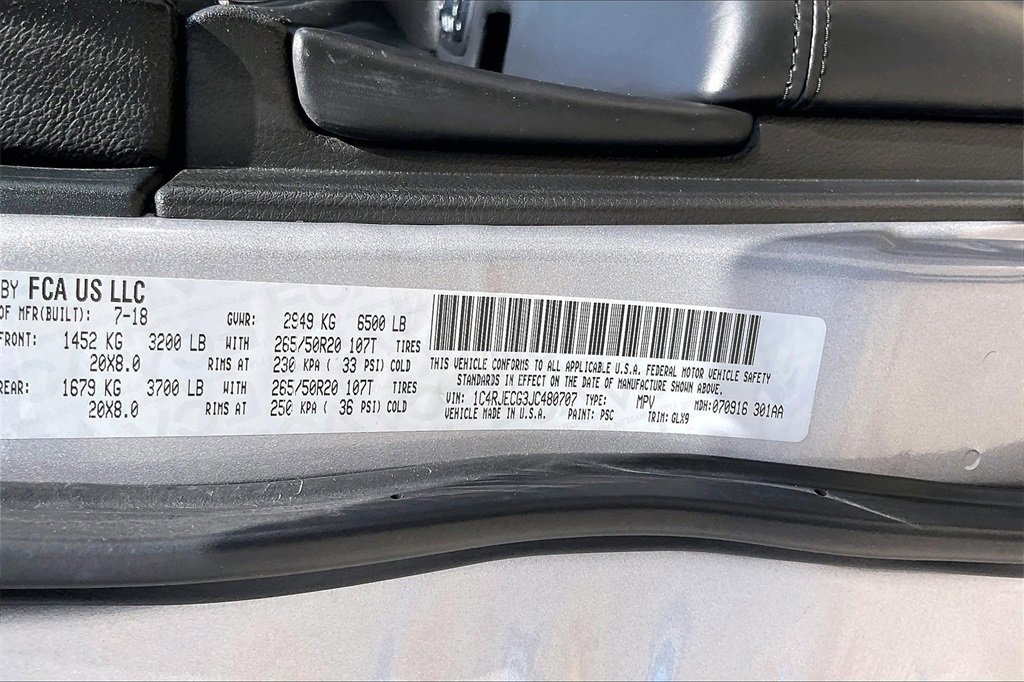 BY FCA US LLC
OF MFR(BUILT): 7-18 GVWR: 2949 KG 6500 LB
FRONT: 1452 KG 3200 LB WITH 265/50R20 107T TIRES
20X8.0 RIMS AT 230 KPA ( 33 PSI) COLD
REAR: 1679 KG 3700 LB WITH 265/50R20 107T TIRES
20X8.0 RIMS AT 250 KPA ( 36 PSI) COLD
THIS VEHICLE CONFORMS TO ALL APPLICABLE U.S.A. FEDERAL MOTOR VEHICLE SAFETY
STANDARDS IN EFFECT ON THE DATE OF MANUFACTURE SHOWN ABOVE.
VIN: 1C4RJECG3JC480707 TYPE: MPV MDH: 070916 301AA
VEHICLE MADE IN U.S.A. PAINT: PSC TRIM: GLX9